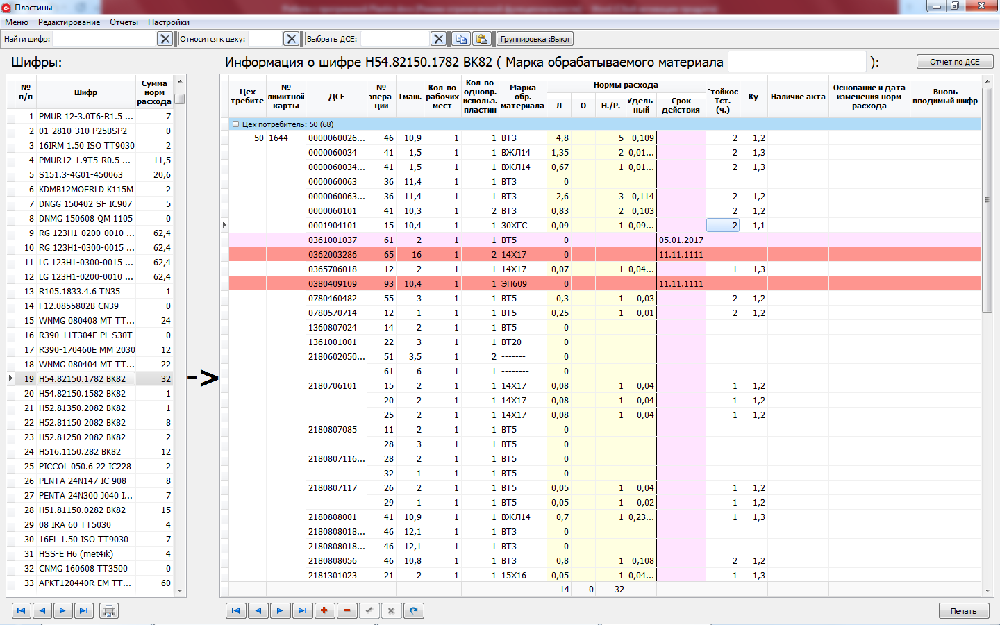 Пластины
Меню Редактирование Отчеты Настройки
Найти шифр: Относится к цеху: Выбрать ДСЕ: Группировка :Выкл
Шифры:
Информация о шифре Н54.82150.1782 ВК82 ( Марка обрабатываемого материала ):
Отчет по ДСЕ
№ п/п Шифр Сумма норм расхода
1 PMUR 12-3.0T6-R1.5 ... 7
2 01-2810-310 P25BSP2 0
3 16IRM 1.50 ISO TT9030 2
4 PMUR12-1.9T5-R0.5 ... 11,5
5 S151.3-4G01-450063 20,6
6 KDMB12MOERLD K115M 2
7 DNGG 150402 SF IC907 5
8 DNMG 150608 QM 1105 0
9 RG 123H1-0200-0010 ... 62,4
10 RG 123H1-0300-0015 ... 62,4
11 LG 123H1-0300-0015 ... 62,4
12 LG 123H1-0200-0010 ... 62,4
13 R105.1833.4.6 TN35 1
14 F12.0855802B CN39 0
15 WNMG 080408 MT TT... 24
16 R390-11T304E PL S30T 0
17 R390-170460E MM 2030 12
18 WNMG 080404 MT TT... 22
19 H54.82150.1782 BK82 32
20 H54.82150.1582 BK82 1
21 H52.81350.2082 BK82 1
22 H52.81150 2082 BK82 8
23 H52.81250 2082 BK82 2
24 H516.1150.282 BK82 12
25 PICCOL 050.6 22 IC228 2
26 PENTA 24N147 IC 908 8
27 PENTA 24N300 J040 I... 7
28 H51.81150.0282 BK82 15
29 08 IRA 60 TT5030 4
30 16EL 1.50 ISO TT9030 7
31 HSS-E H6 (met4ik) 4
32 CNMG 160608 TT3500 0
33 APKT120440R EM TT... 60
->
Цех требите. № лимитной карты ДСЕ № опера- ции Тмаш. Кол-во рабочих мест Кол-во одновр. использ. пластин Марка обр. материала Нормы расхода Л О Н./Р. Удель- ный Срок действия Стойкос Тст. (ч.) Ку Наличие акта Основание и дата изменения норм расхода Вновь вводимый шифр
Цех потребитель: 50 (68)
50 1644 0000060026... 46 10,9 1 1 ВТ3 4,8 5 0,109 2 1,2
0000060034 41 1,5 1 1 ВЖЛ14 1,35 2 0,01... 2 1,3
0000060034... 41 1,5 1 1 ВЖЛ14 0,67 1 0,01... 2 1,3
0000060063 36 11,4 1 1 ВТ3 0
0000060063... 36 11,4 1 1 ВТ3 2,6 3 0,114 2 1,2
0000060101 41 10,3 1 2 ВТ3 0,83 2 0,103 2 1,2
0001904101 15 10,4 1 1 30ХГС 0,09 1 0,09... 2 1,1
0361001037 61 2 1 1 ВТ5 0 05.01.2017
0362003286 65 16 1 2 14Х17 0 11.11.1111
0365706018 12 2 1 1 14Х17 0,07 1 0,04... 1 1,3
0380409109 93 10,4 1 1 ЭП609 0 11.11.1111
0780460482 55 3 1 1 ВТ5 0,3 1 0,03 2 1,2
0780570714 12 1 1 1 ВТ5 0,25 1 0,01 2 1,2
1360807024 14 2 1 1 ВТ5 0
1361001001 22 3 1 1 ВТ20 0
2180602050... 51 3,5 1 2 ------- 0
61 6 1 1 -------- 0
2180706101 15 2 1 1 14Х17 0,08 1 0,04 1 1,2
20 2 1 1 14Х17 0,08 1 0,04 1 1,2
25 2 1 1 14Х17 0,08 1 0,04 1 1,2
2180807085 11 2 1 1 ВТ5 0
28 3 1 1 ВТ5 0
2180807116... 28 2 1 1 ВТ5 0
32 1 1 1 ВТ5 0
2180807117 26 2 1 1 ВТ5 0,05 1 0,04 1 1,2
29 1 1 1 ВТ5 0,05 1 0,02 1 1,2
2180808001 41 10,9 1 1 ВЖЛ14 0,7 1 0,23... 1 1,3
2180808018... 46 12,1 1 1 ВТ3 0
2180808018... 46 12,1 1 1 ВТ3 0
2180808056 46 10,8 1 1 ВТ3 0,8 1 0,108 2 1,2
2181301023 21 2 1 1 15Х16 0,05 1 0,04... 1 1,3
14 0 32
Печать